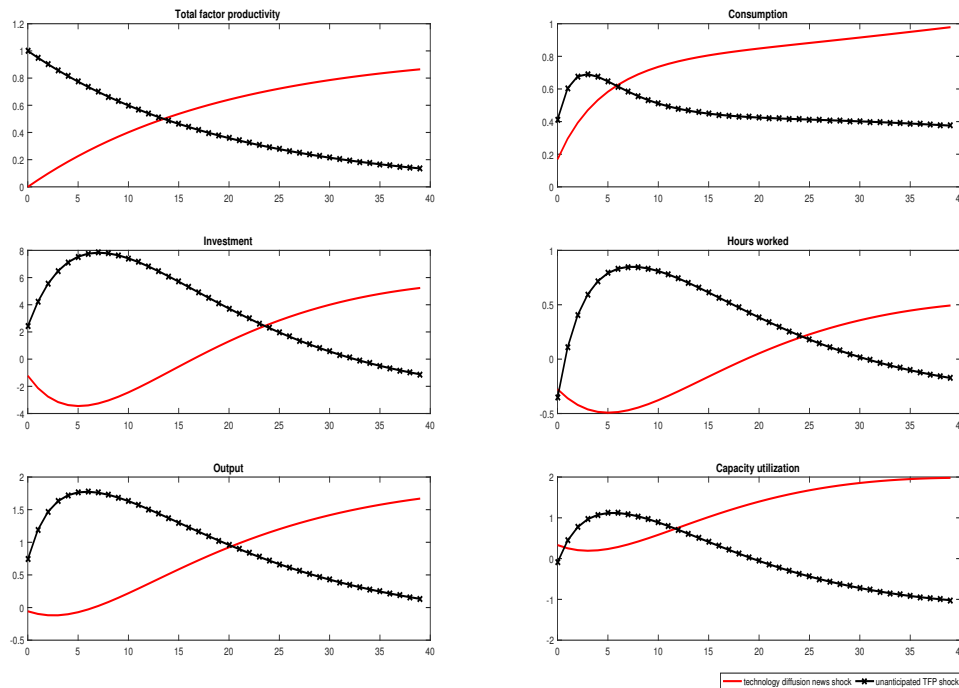 Total factor productivity
1.2
1
0.8
0.6
0.4
0.2
0
0 5 10 15 20 25 30 35 40
Consumption
1
0.8
0.6
0.4
0.2
0
0 5 10 15 20 25 30 35 40
Investment
8
6
4
2
0
-2
-4
0 5 10 15 20 25 30 35 40
Hours worked
1
0.5
0
-0.5
0 5 10 15 20 25 30 35 40
Output
2
1.5
1
0.5
0
-0.5
0 5 10 15 20 25 30 35 40
Capacity utilization
2
1
0
-1
-2
0 5 10 15 20 25 30 35 40
technology diffusion news shock unanticipated TFP shock